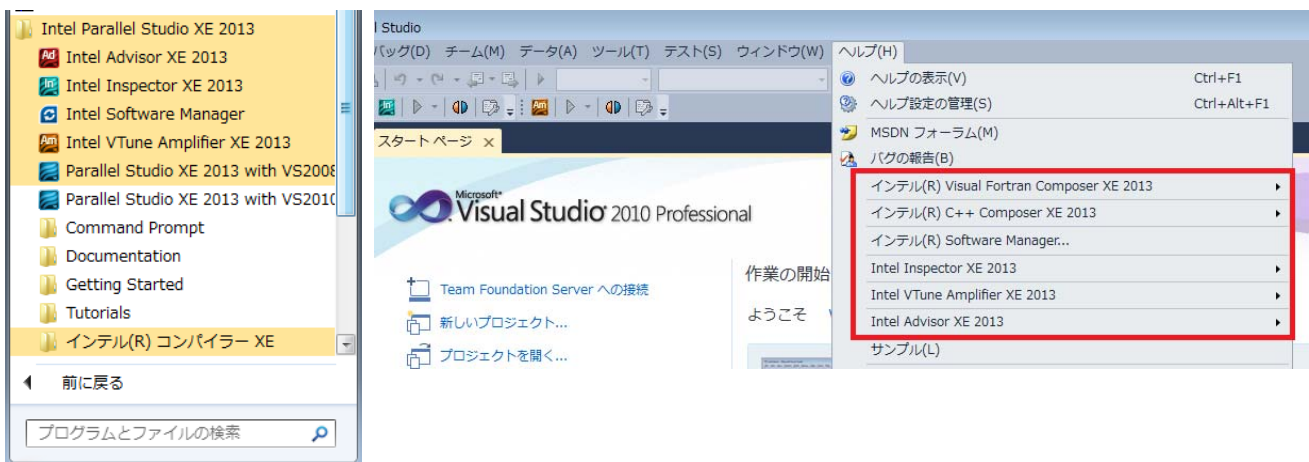 Intel Parallel Studio XE 2013
Intel Advisor XE 2013
Intel Inspector XE 2013
Intel Software Manager
Intel VTune Amplifier XE 2013
Parallel Studio XE 2013 with VS2008
Parallel Studio XE 2013 with VS2010
Command Prompt
Documentation
Getting Started
Tutorials
インテル(R) コンパイラー XE
前に戻る
プログラムとファイルの検索
l Studio
バッグ(D) チーム(M) データ(A) ツール(T) テスト(S) ウィンドウ(W) ヘルプ(H)
スタート ページ
Microsoft
Visual Studio 2010 Professional
Team Foundation Server への接続
新しいプロジェクト...
プロジェクトを開く...
作業の開始
ようこそ
ヘルプの表示(V) Ctrl+F1
ヘルプ設定の管理(S) Ctrl+Alt+F1
MSDN フォーラム(M)
バグの報告(B)
インテル(R) Visual Fortran Composer XE 2013
インテル(R) C++ Composer XE 2013
インテル(R) Software Manager...
Intel Inspector XE 2013
Intel VTune Amplifier XE 2013
Intel Advisor XE 2013
サンプル(L)